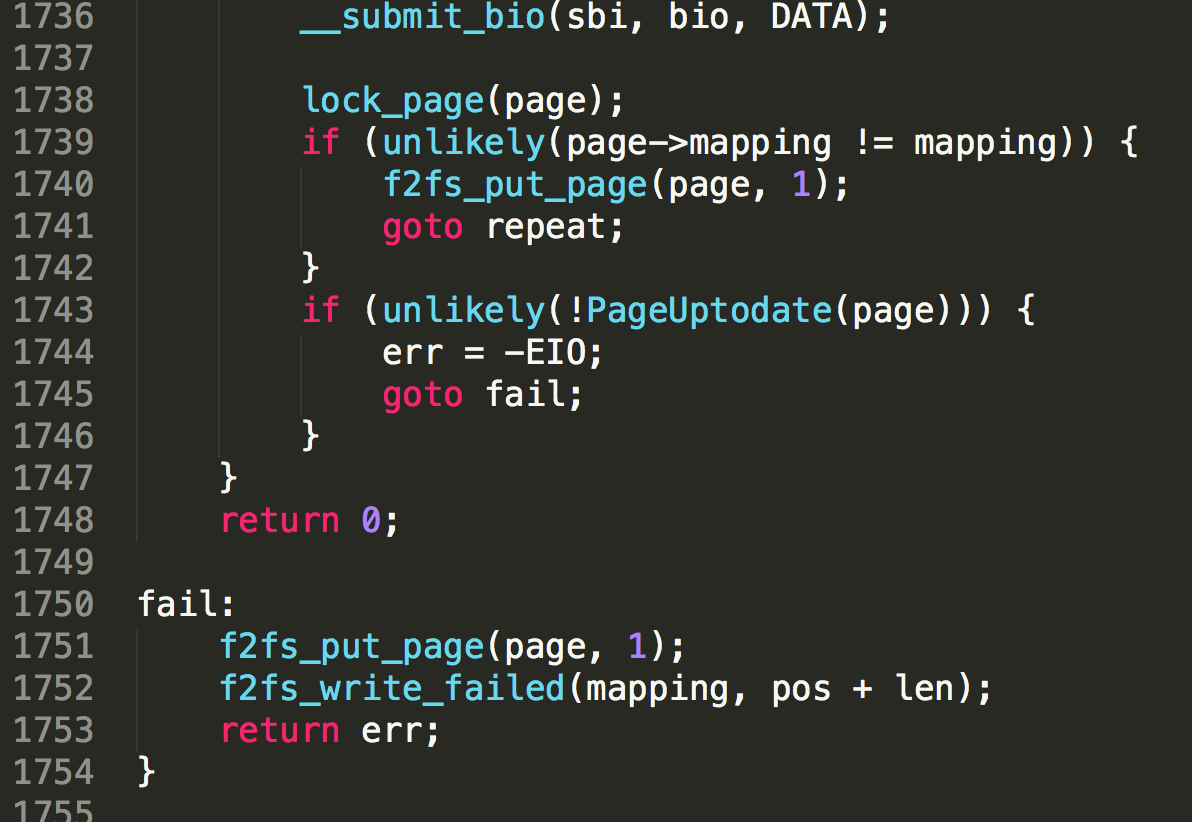 1736 __submit_bio(sbi, bio, DATA);
1737
1738 lock_page(page);
1739 if (unlikely(page->mapping != mapping)) {
1740 f2fs_put_page(page, 1);
1741 goto repeat;
1742 }
1743 if (unlikely(!PageUptodate(page))) {
1744 err = -EIO;
1745 goto fail;
1746 }
1747 }
1748 return 0;
1749
1750 fail:
1751 f2fs_put_page(page, 1);
1752 f2fs_write_failed(mapping, pos + len);
1753 return err;
1754 }
1755